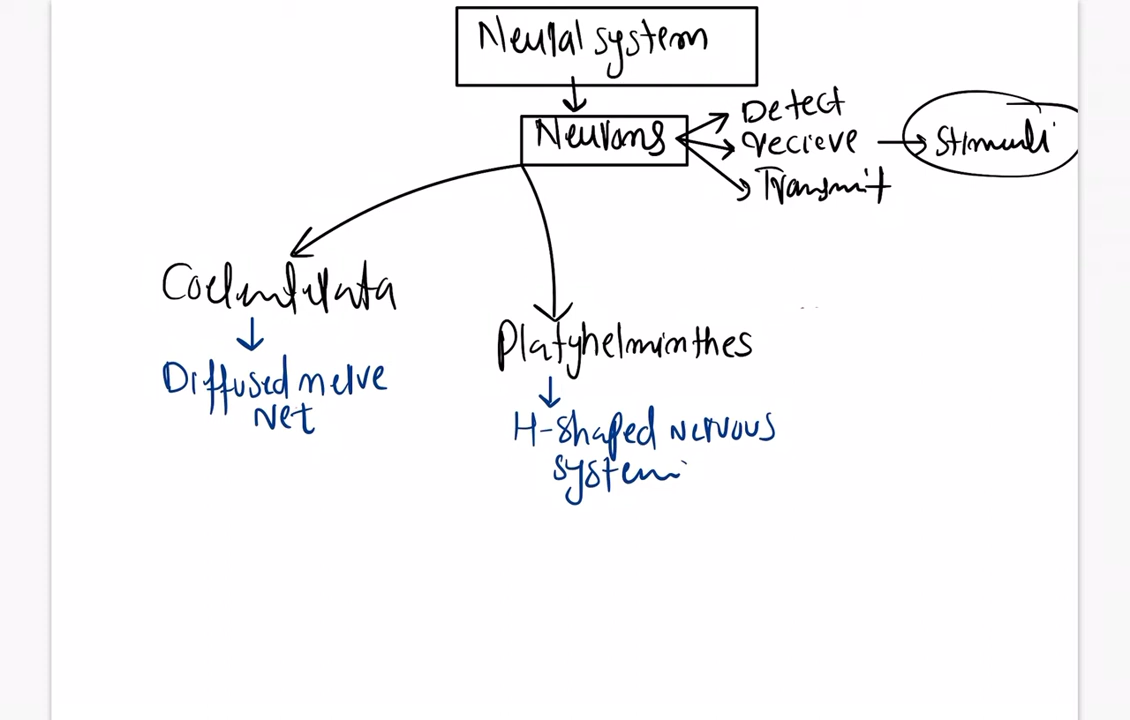 Neural system
Neurons
Detect
recieve
Transmit
Stimuli
Coelenterata
Diffused nerve
Net
Platyhelminthes
H-shaped nervous
system